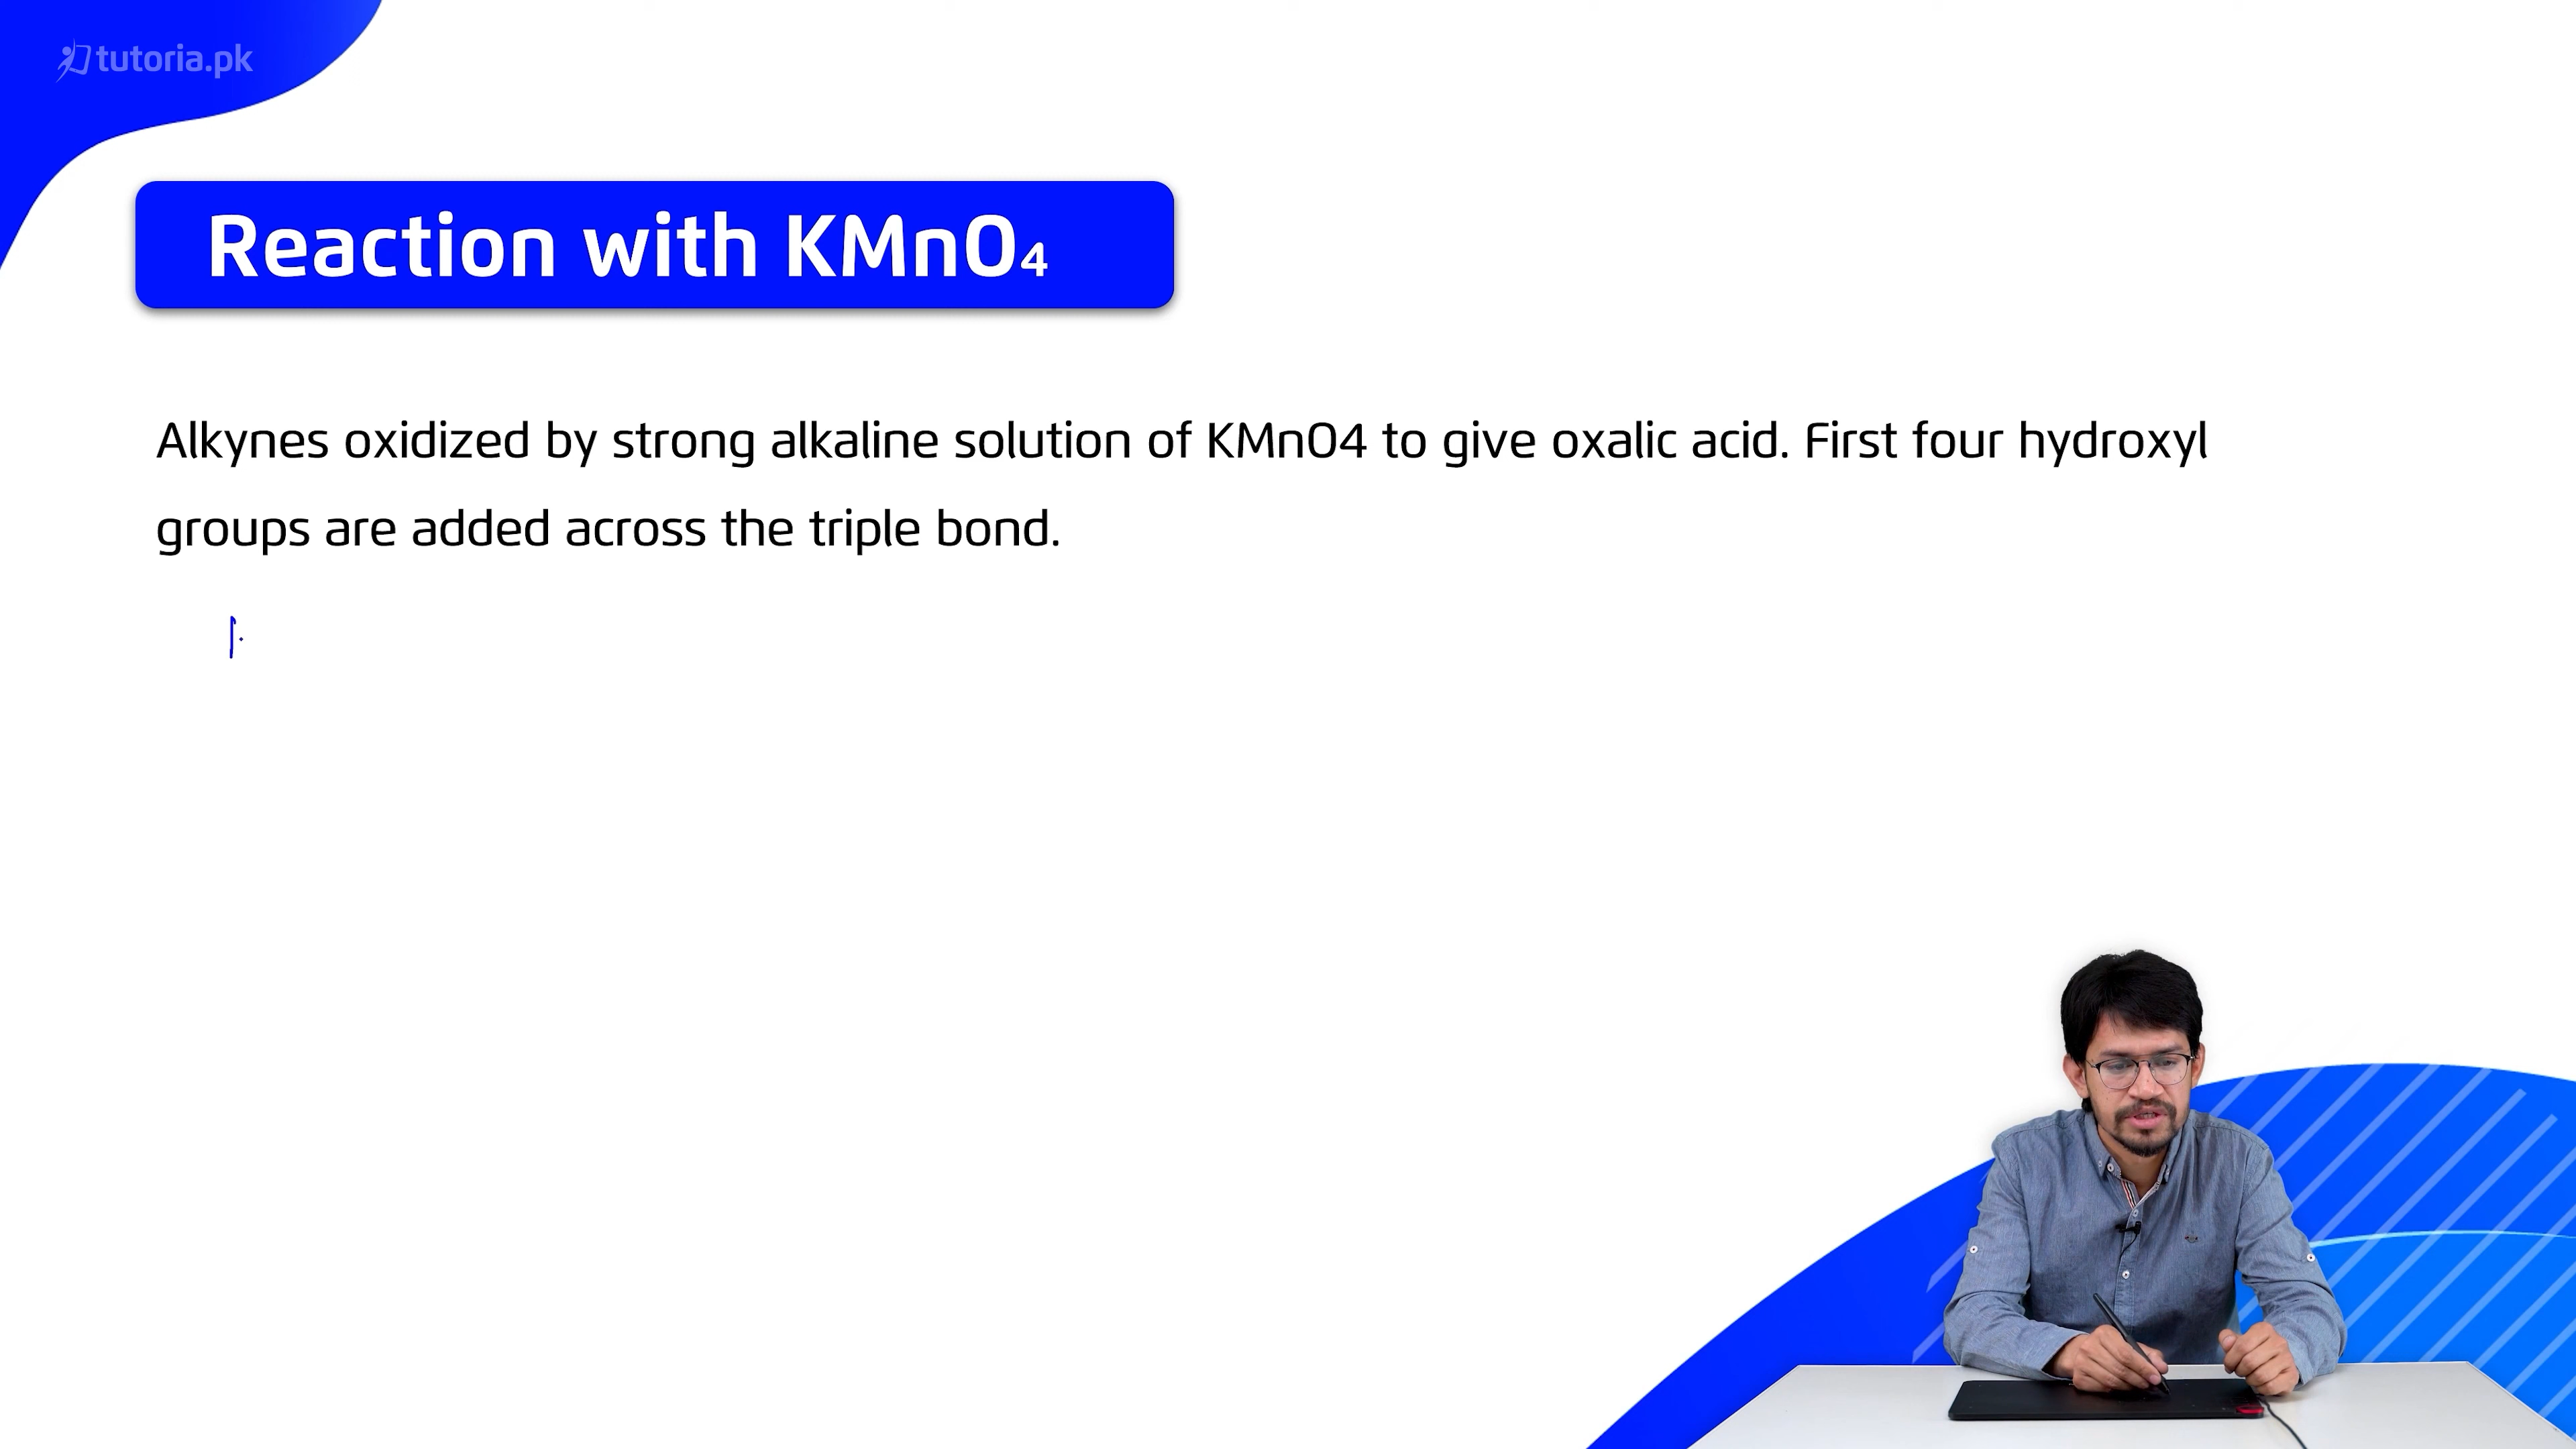 tutoria.pk
Reaction with KMnO₄
Alkynes oxidized by strong alkaline solution of KMnO4 to give oxalic acid. First four hydroxyl
groups are added across the triple bond.